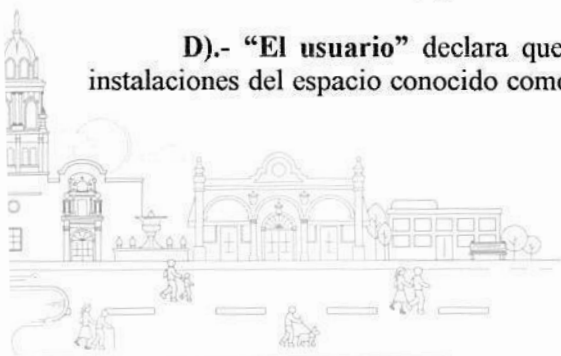 D).- “El usuario” declara que
instalaciones del espacio conocido como